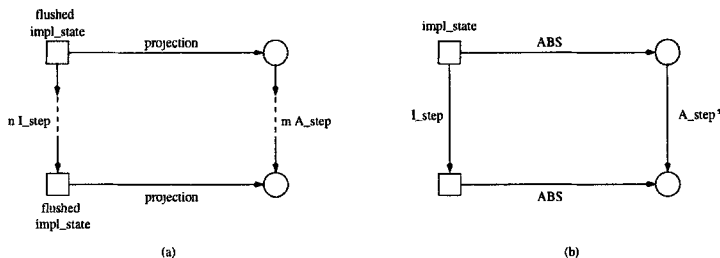 flushed
impl_state
projection
n I_step
m A_step
projection
flushed
impl_state
(a)
impl_state
ABS
I_step
A_step*
ABS
(b)